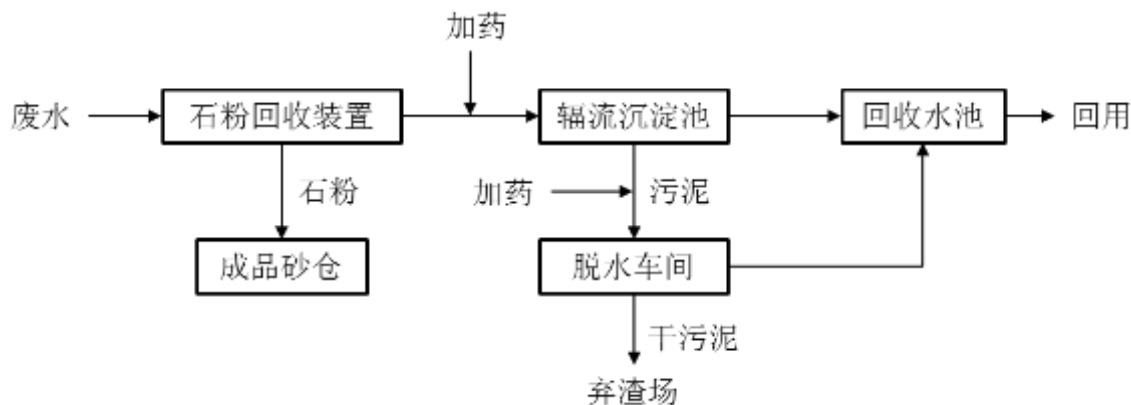 加药
废水
石粉回收装置
辐流沉淀池
回收水池
回用
石粉
加药
污泥
成品砂仓
脱水车间
干污泥
弃渣场